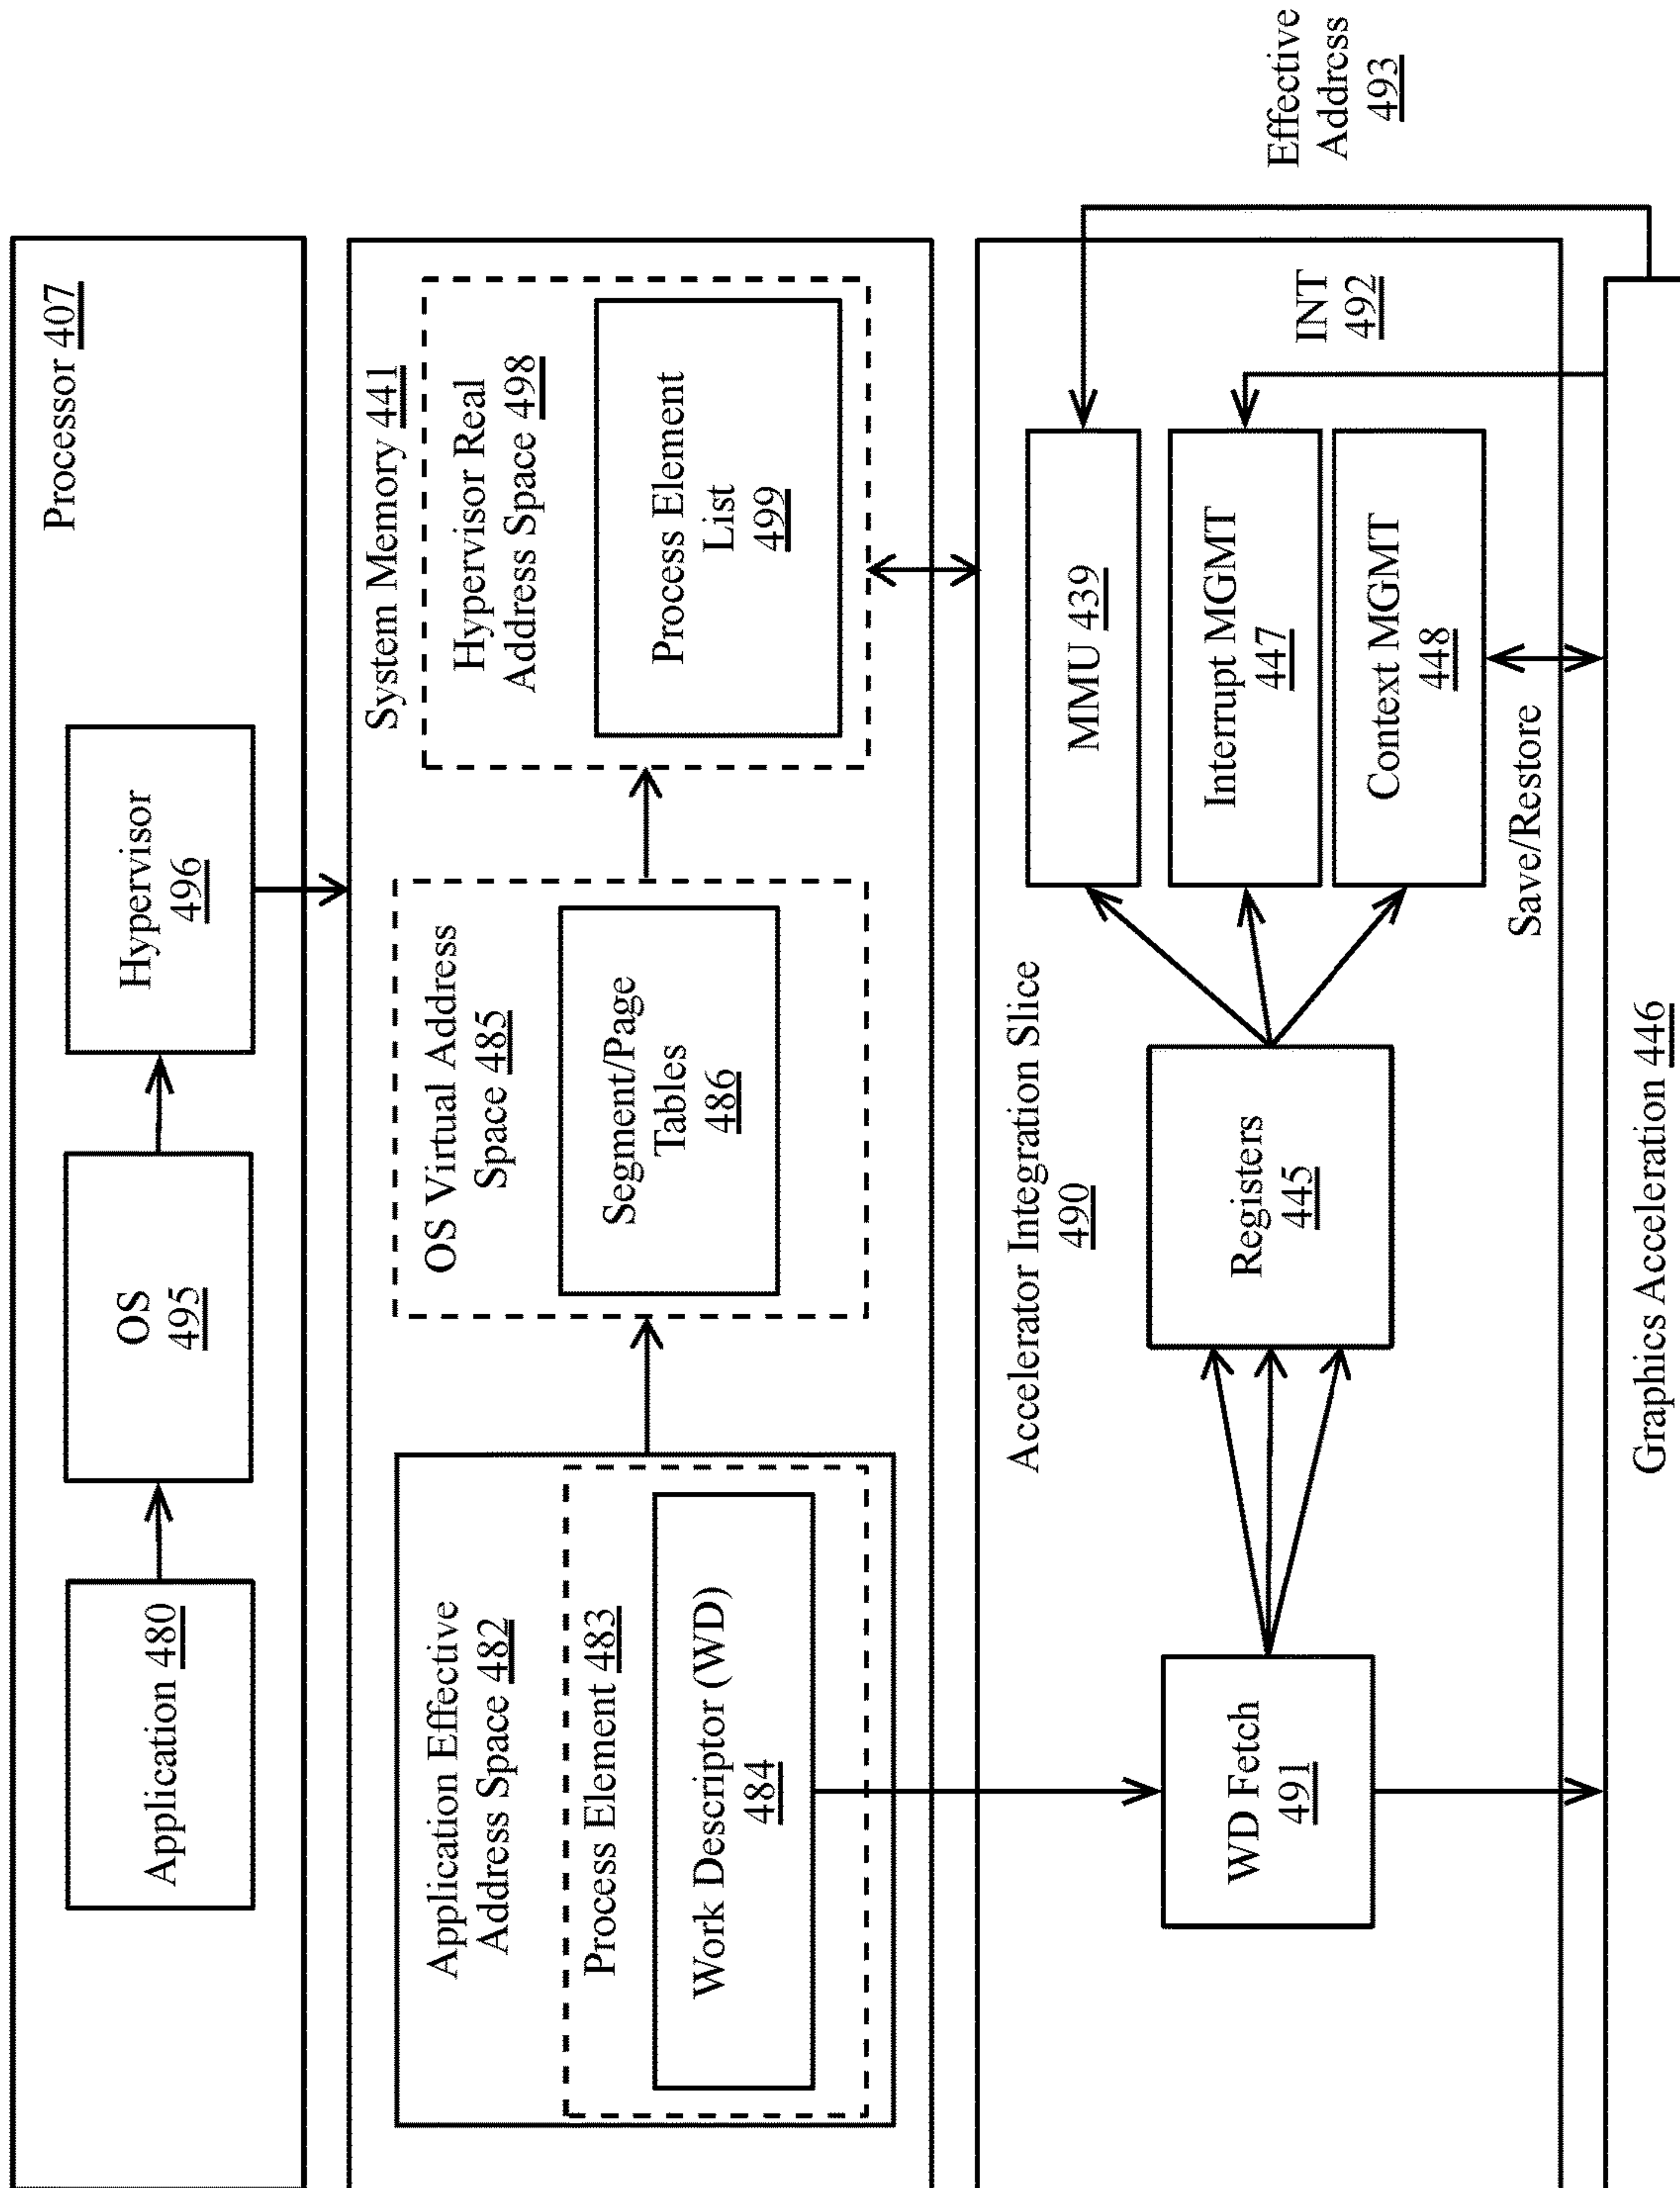 Processor 407
Application 480
OS
495
Hypervisor
496
System Memory 441
Application Effective
Address Space 482
Process Element 483
Work Descriptor (WD)
484
OS Virtual Address
Space 485
Segment/Page
Tables
486
Hypervisor Real
Address Space 498
Process Element
List
499
Accelerator Integration Slice
490
WD Fetch
491
Registers
445
MMU 439
Interrupt MGMT
447
Context MGMT
448
Save/Restore
INT
492
Effective
Address
493
Graphics Acceleration 446